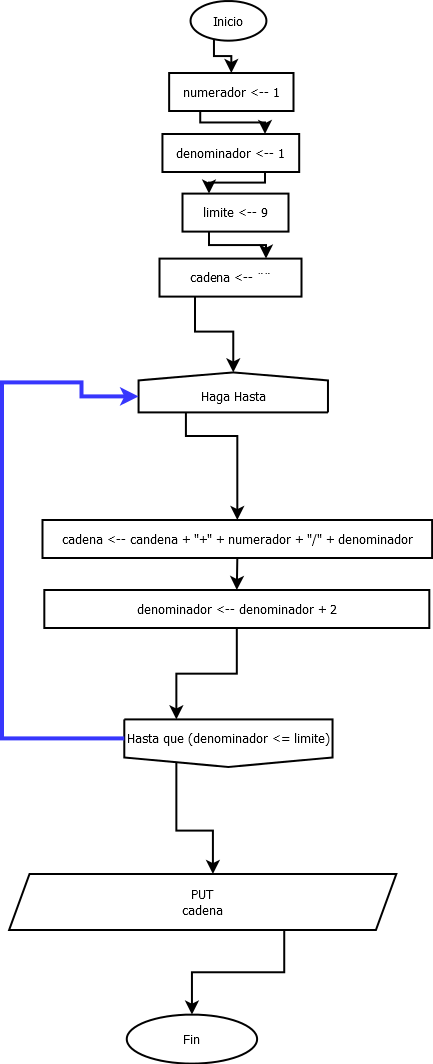 Inicio
numerador <-- 1
denominador <-- 1
limite <-- 9
cadena <-- ¨¨
Haga Hasta
cadena <-- candena + "+" + numerador + "/" + denominador
denominador <-- denominador + 2
Hasta que (denominador <= limite)
PUT
cadena
Fin